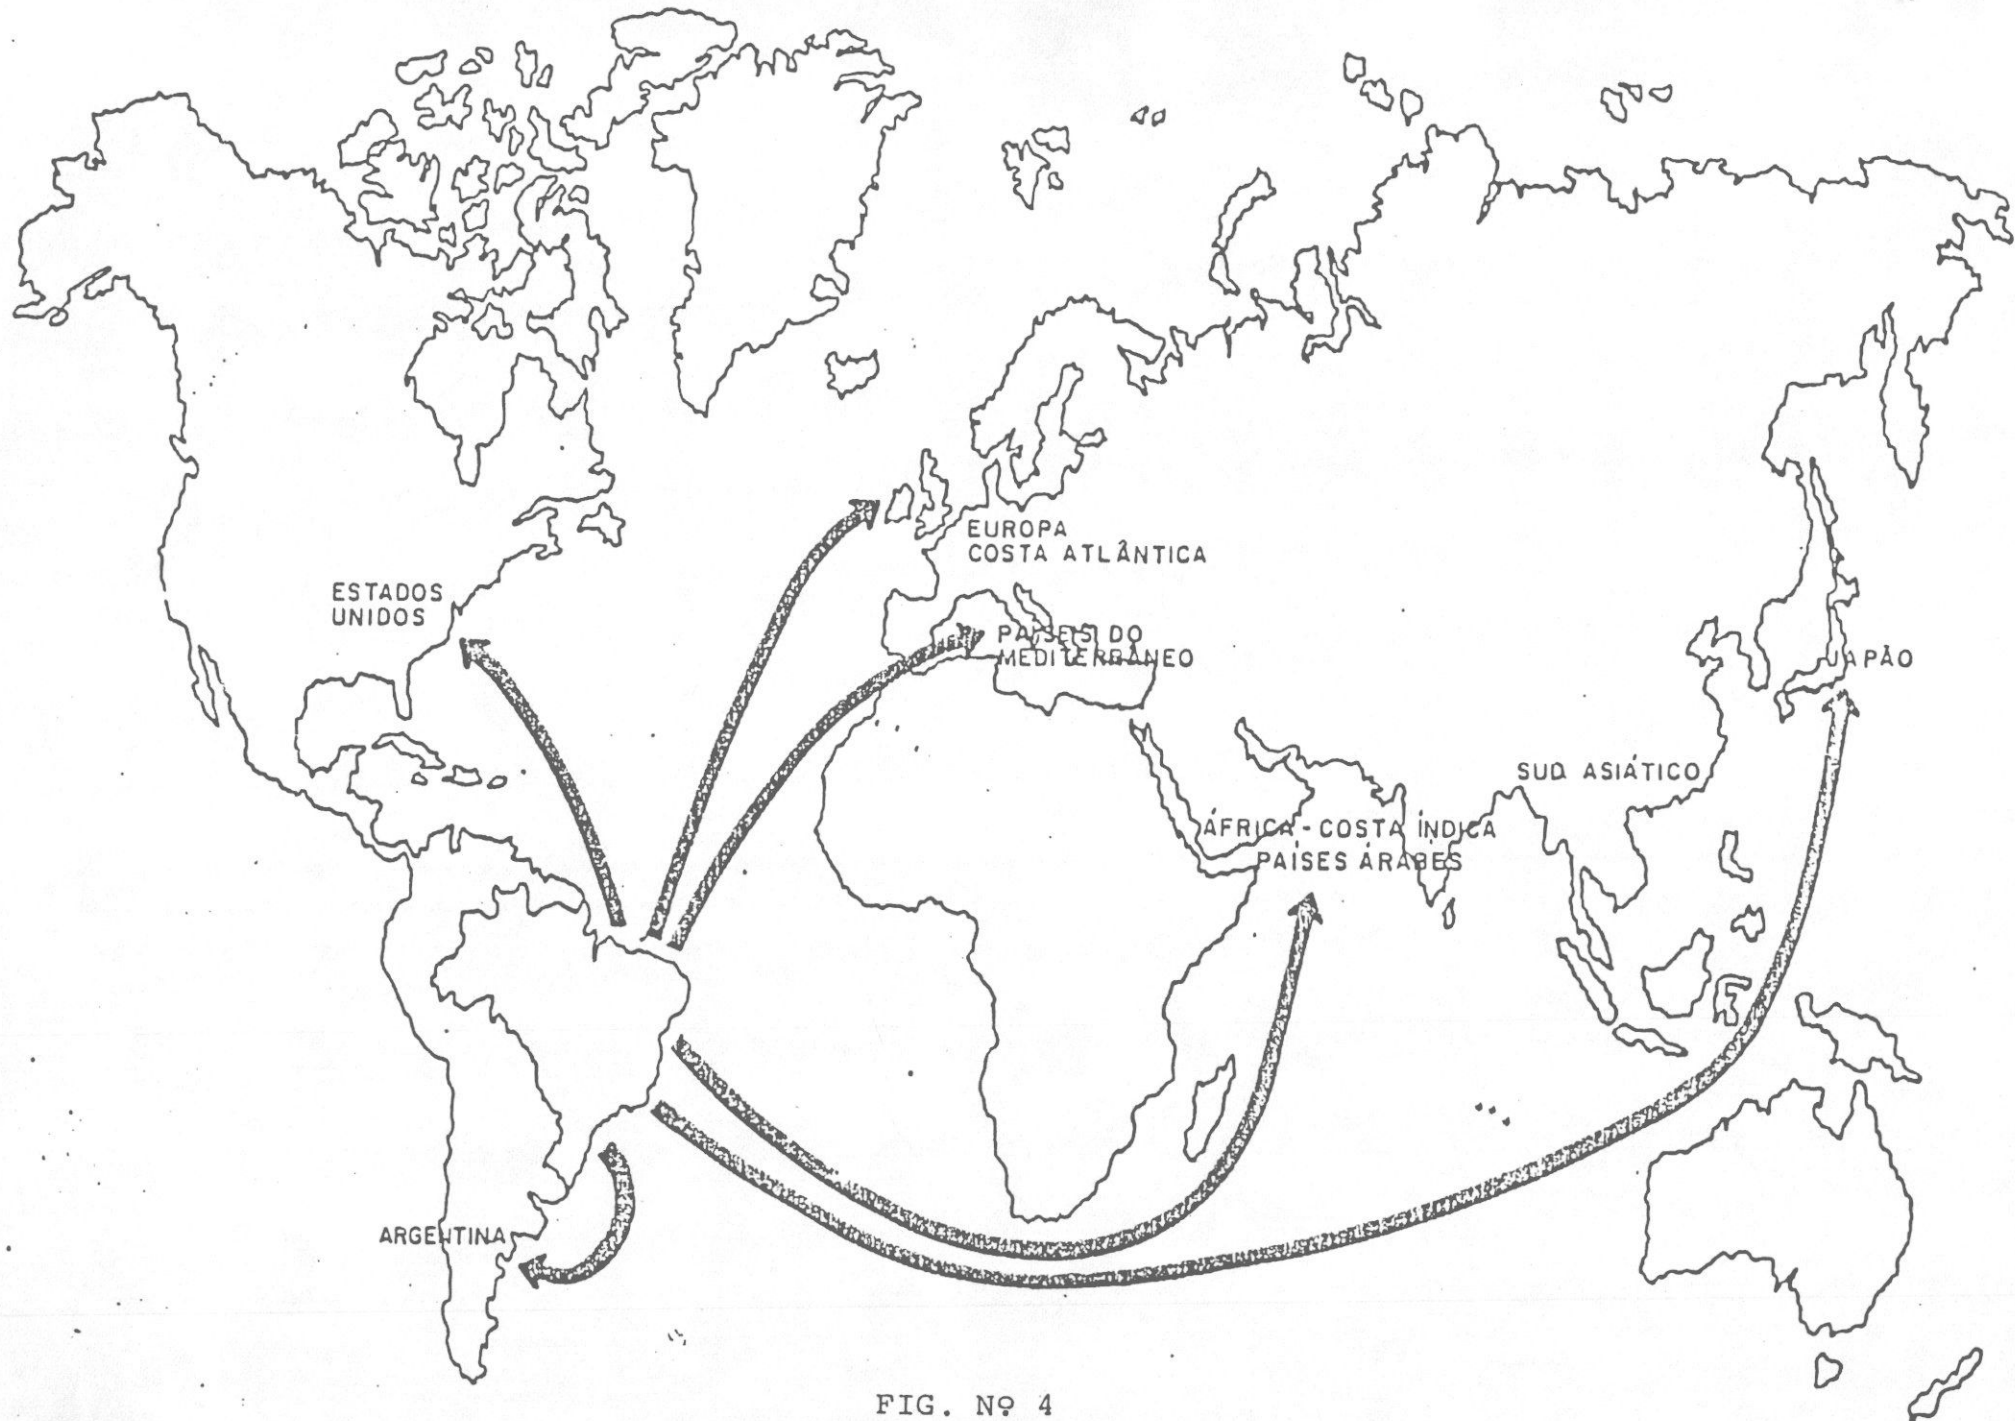 EUROPA
COSTA ATLÂNTICA
ESTADOS
UNIDOS
PAÍSES DO
MEDITERRÂNEO
JAPÃO
SUD ASIÁTICO
ÁFRICA - COSTA ÍNDICA
PAÍSES ÁRABES
ARGENTINA
FIG. Nº 4